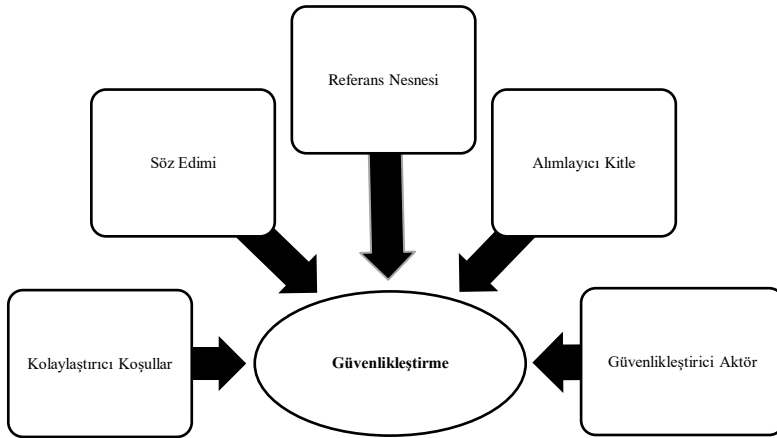 Referans Nesnesi
Söz Edimi
Alımlayıcı Kitle
Kolaylaştırıcı Koşullar
Güvenlikleştirme
Güvenlikleştirici Aktör